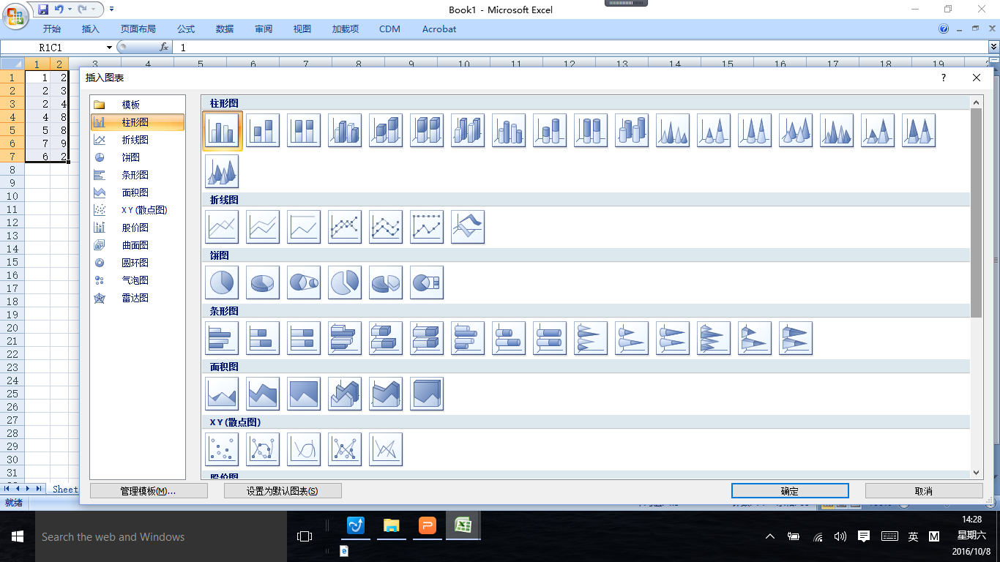 Book1 - Microsoft Excel
开始 插入 页面布局 公式 数据 审阅 视图 加载项 CDM Acrobat
R1C1 fx 1
1 2 3 4 5 6 7 8 9 10 11 12 13 14 15 16 17 18 19
1 1 2
2 2 3
3 2 4
4 4 8
5 5 8
6 7 9
7 6 2
8
9
10
11
12
13
14
15
16
17
18
19
20
21
22
23
24
25
26
27
28
29
30
31
插入图表 ?
模板
柱形图
折线图
饼图
条形图
面积图
X Y (散点图)
股价图
曲面图
圆环图
气泡图
雷达图
柱形图
折线图
饼图
条形图
面积图
X Y (散点图)
股价图
管理模板(M)... 设置为默认图表(S) 确定 取消
Sheet
就绪
Search the web and Windows
英 M
14:28
星期六
2016/10/8